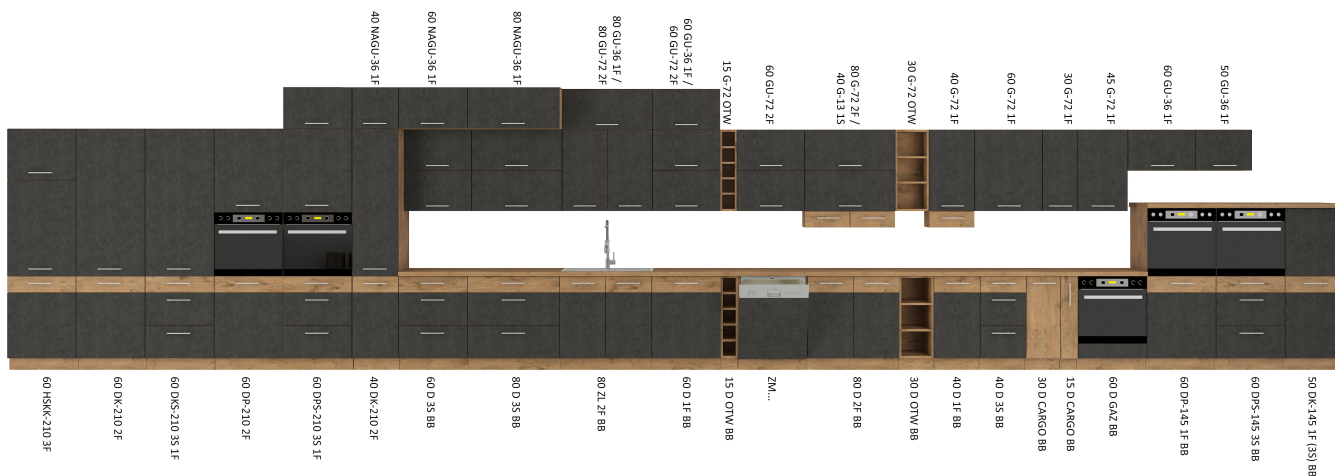 40 NAGU-36 1F
60 NAGU-36 1F
80 NAGU-36 1F
80 GU-36 1F /
80 GU-72 2F
60 GU-36 1F /
60 GU-72 2F
15 G-72 OTW
60 GU-72 2F
80 G-72 2F /
40 G-13 1S
30 G-72 OTW
40 G-72 1F
60 G-72 1F
30 G-72 1F
45 G-72 1F
60 GU-36 1F
50 GU-36 1F
60 HSKK-210 3F
60 DK-210 2F
60 DKS-210 3S 1F
60 DP-210 2F
60 DPS-210 3S 1F
40 DK-210 2F
60 D 3S BB
80 D 3S BB
80 ZL 2F BB
60 D 1F BB
15 D OTW BB
ZM...
80 D 2F BB
30 D OTW BB
40 D 1F BB
40 D 3S BB
30 D CARGO BB
15 D CARGO BB
60 D GAZ BB
60 DP-145 1F BB
60 DPS-145 3S BB
50 DK-145 1F (3S) BB